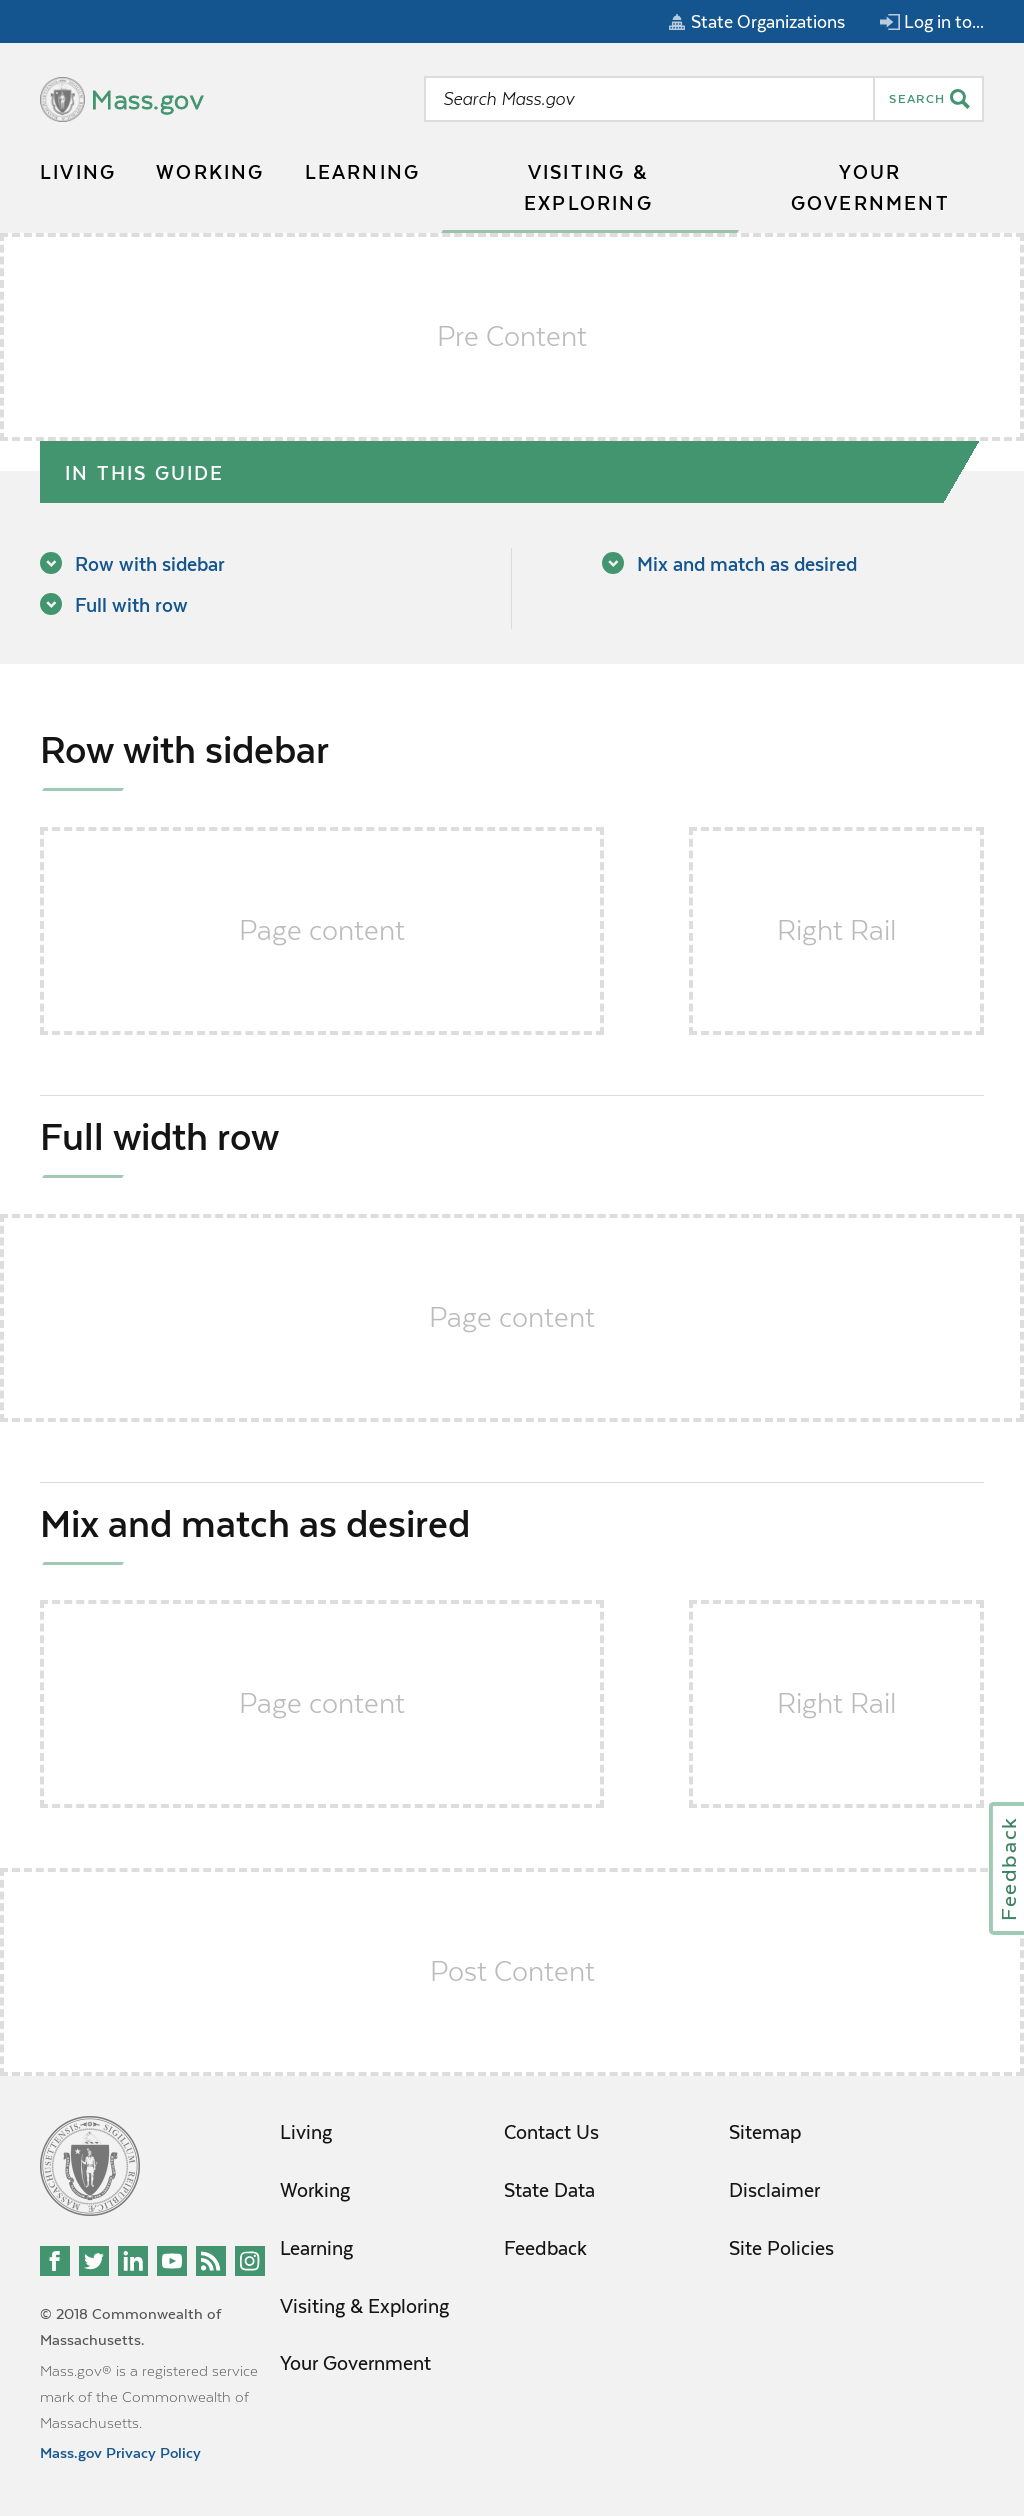 State Organizations
Log in to...
Mass.gov
Search Mass.gov
SEARCH
LIVING
WORKING
LEARNING
VISITING &
EXPLORING
YOUR
GOVERNMENT
Pre Content
IN THIS GUIDE
Row with sidebar
Full with row
Mix and match as desired
Row with sidebar
Page content
Right Rail
Full width row
Page content
Mix and match as desired
Page content
Right Rail
Feedback
Post Content
Living
Working
Learning
Visiting & Exploring
Your Government
Contact Us
State Data
Feedback
Sitemap
Disclaimer
Site Policies
© 2018 Commonwealth of
Massachusetts.
Mass.gov® is a registered service
mark of the Commonwealth of
Massachusetts.
Mass.gov Privacy Policy